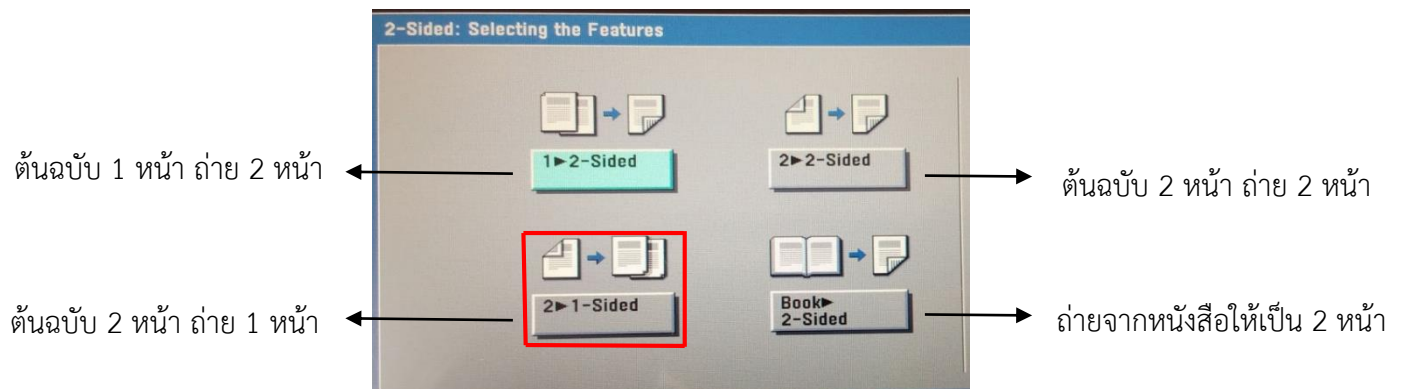 2-Sided: Selecting the Features
ต้นฉบับ 1 หน้า ถ่าย 2 หน้า
1►2-Sided
2►2-Sided
ต้นฉบับ 2 หน้า ถ่าย 2 หน้า
ต้นฉบับ 2 หน้า ถ่าย 1 หน้า
2►1-Sided
Book►
2-Sided
ถ่ายจากหนังสือให้เป็น 2 หน้า